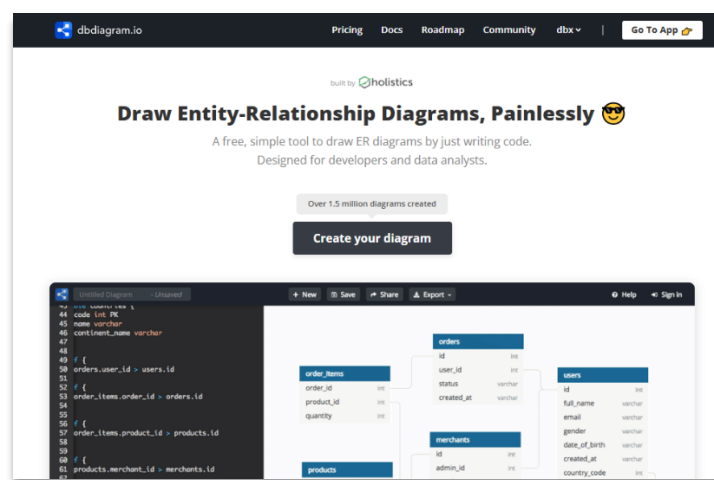 dbdiagram.io
Pricing Docs Roadmap Community dbx | Go To App
built by holistics
Draw Entity-Relationship Diagrams, Painlessly 😎
A free, simple tool to draw ER diagrams by just writing code.
Designed for developers and data analysts.
Over 1.5 million diagrams created
Create your diagram
Untitled Diagram - Unsaved
+ New Save Share Export Help Sign in
44 code int PK
45 name varchar
46 continent_name varchar
47
48
49 f {
50 orders.user_id > users.id
51
52 f {
53 order_items.order_id > orders.id
54
55
56 f {
57 order_items.product_id > products.id
58
59
60 f {
61 products.merchant_id > merchants.id
62
order_items
order_id int
product_id int
quantity int
products
orders
id int
user_id int
status varchar
created_at varchar
merchants
id int
admin_id int
users
id int
full_name varchar
email varchar
gender varchar
date_of_birth varchar
created_at varchar
country_code int